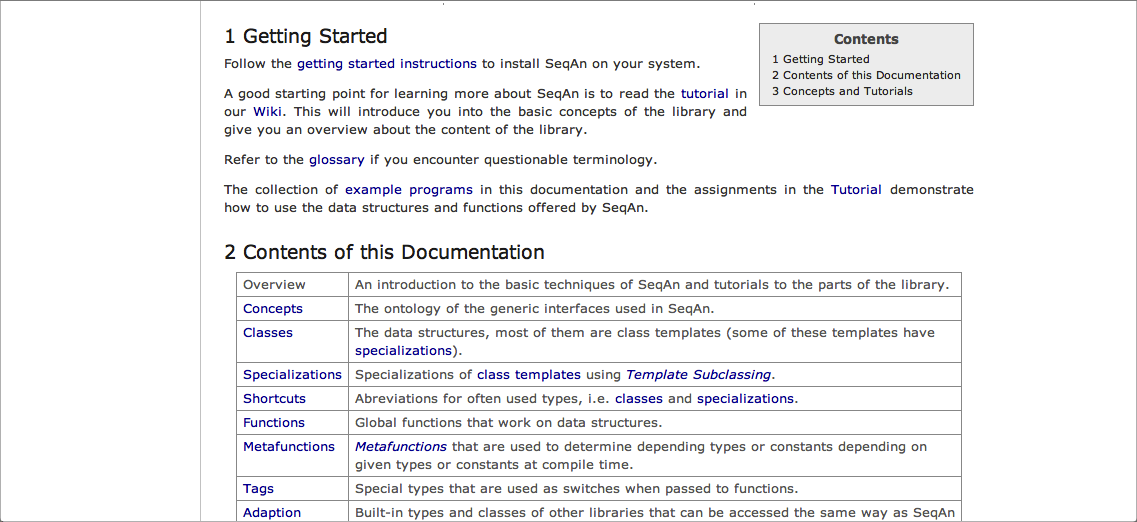 1 Getting Started
Contents
1 Getting Started
2 Contents of this Documentation
3 Concepts and Tutorials
Follow the getting started instructions to install SeqAn on your system.
A good starting point for learning more about SeqAn is to read the tutorial in
our Wiki. This will introduce you into the basic concepts of the library and
give you an overview about the content of the library.
Refer to the glossary if you encounter questionable terminology.
The collection of example programs in this documentation and the assignments in the Tutorial demonstrate
how to use the data structures and functions offered by SeqAn.
2 Contents of this Documentation
Overview An introduction to the basic techniques of SeqAn and tutorials to the parts of the library.
Concepts The ontology of the generic interfaces used in SeqAn.
Classes The data structures, most of them are class templates (some of these templates have
specializations).
Specializations Specializations of class templates using Template Subclassing.
Shortcuts Abreviations for often used types, i.e. classes and specializations.
Functions Global functions that work on data structures.
Metafunctions Metafunctions that are used to determine depending types or constants depending on
given types or constants at compile time.
Tags Special types that are used as switches when passed to functions.
Adaption Built-in types and classes of other libraries that can be accessed the same way as SeqAn